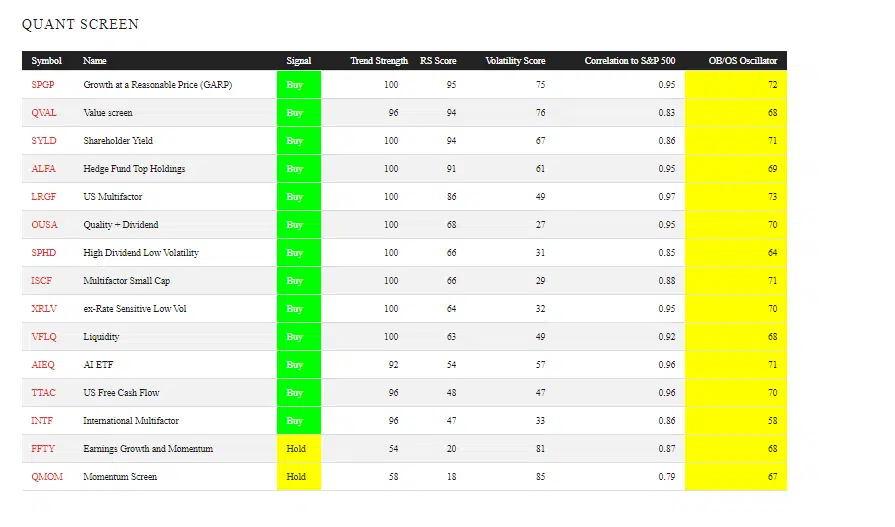 QUANT SCREEN
Symbol Name Signal Trend Strength RS Score Volatility Score Correlation to S&P 500 OB/OS Oscillator
SPGP Growth at a Reasonable Price (GARP) Buy 100 95 75 0.95 72
QVAL Value screen Buy 96 94 76 0.83 68
SYLD Shareholder Yield Buy 100 94 67 0.86 71
ALFA Hedge Fund Top Holdings Buy 100 91 61 0.95 69
LRGF US Multifactor Buy 100 86 49 0.97 73
OUSA Quality + Dividend Buy 100 68 27 0.95 70
SPHD High Dividend Low Volatility Buy 100 66 31 0.85 64
ISCF Multifactor Small Cap Buy 100 66 29 0.88 71
XRLV ex-Rate Sensitive Low Vol Buy 100 64 32 0.95 70
VFLQ Liquidity Buy 100 63 49 0.92 68
AIEQ AI ETF Buy 92 54 57 0.96 71
TTAC US Free Cash Flow Buy 96 48 47 0.96 70
INTF International Multifactor Buy 96 47 33 0.86 58
FFTY Earnings Growth and Momentum Hold 54 20 81 0.87 68
QMOM Momentum Screen Hold 58 18 85 0.79 67